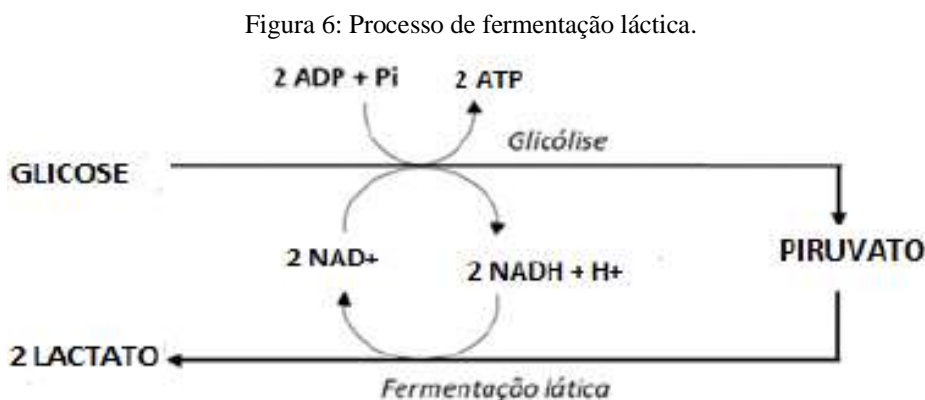 Figura 6: Processo de fermentação láctica.
2 ADP + Pi
2 ATP
Glicólise
GLICOSE
2 NAD+
2 NADH + H+
PIRUVATO
2 LACTATO
Fermentação lática